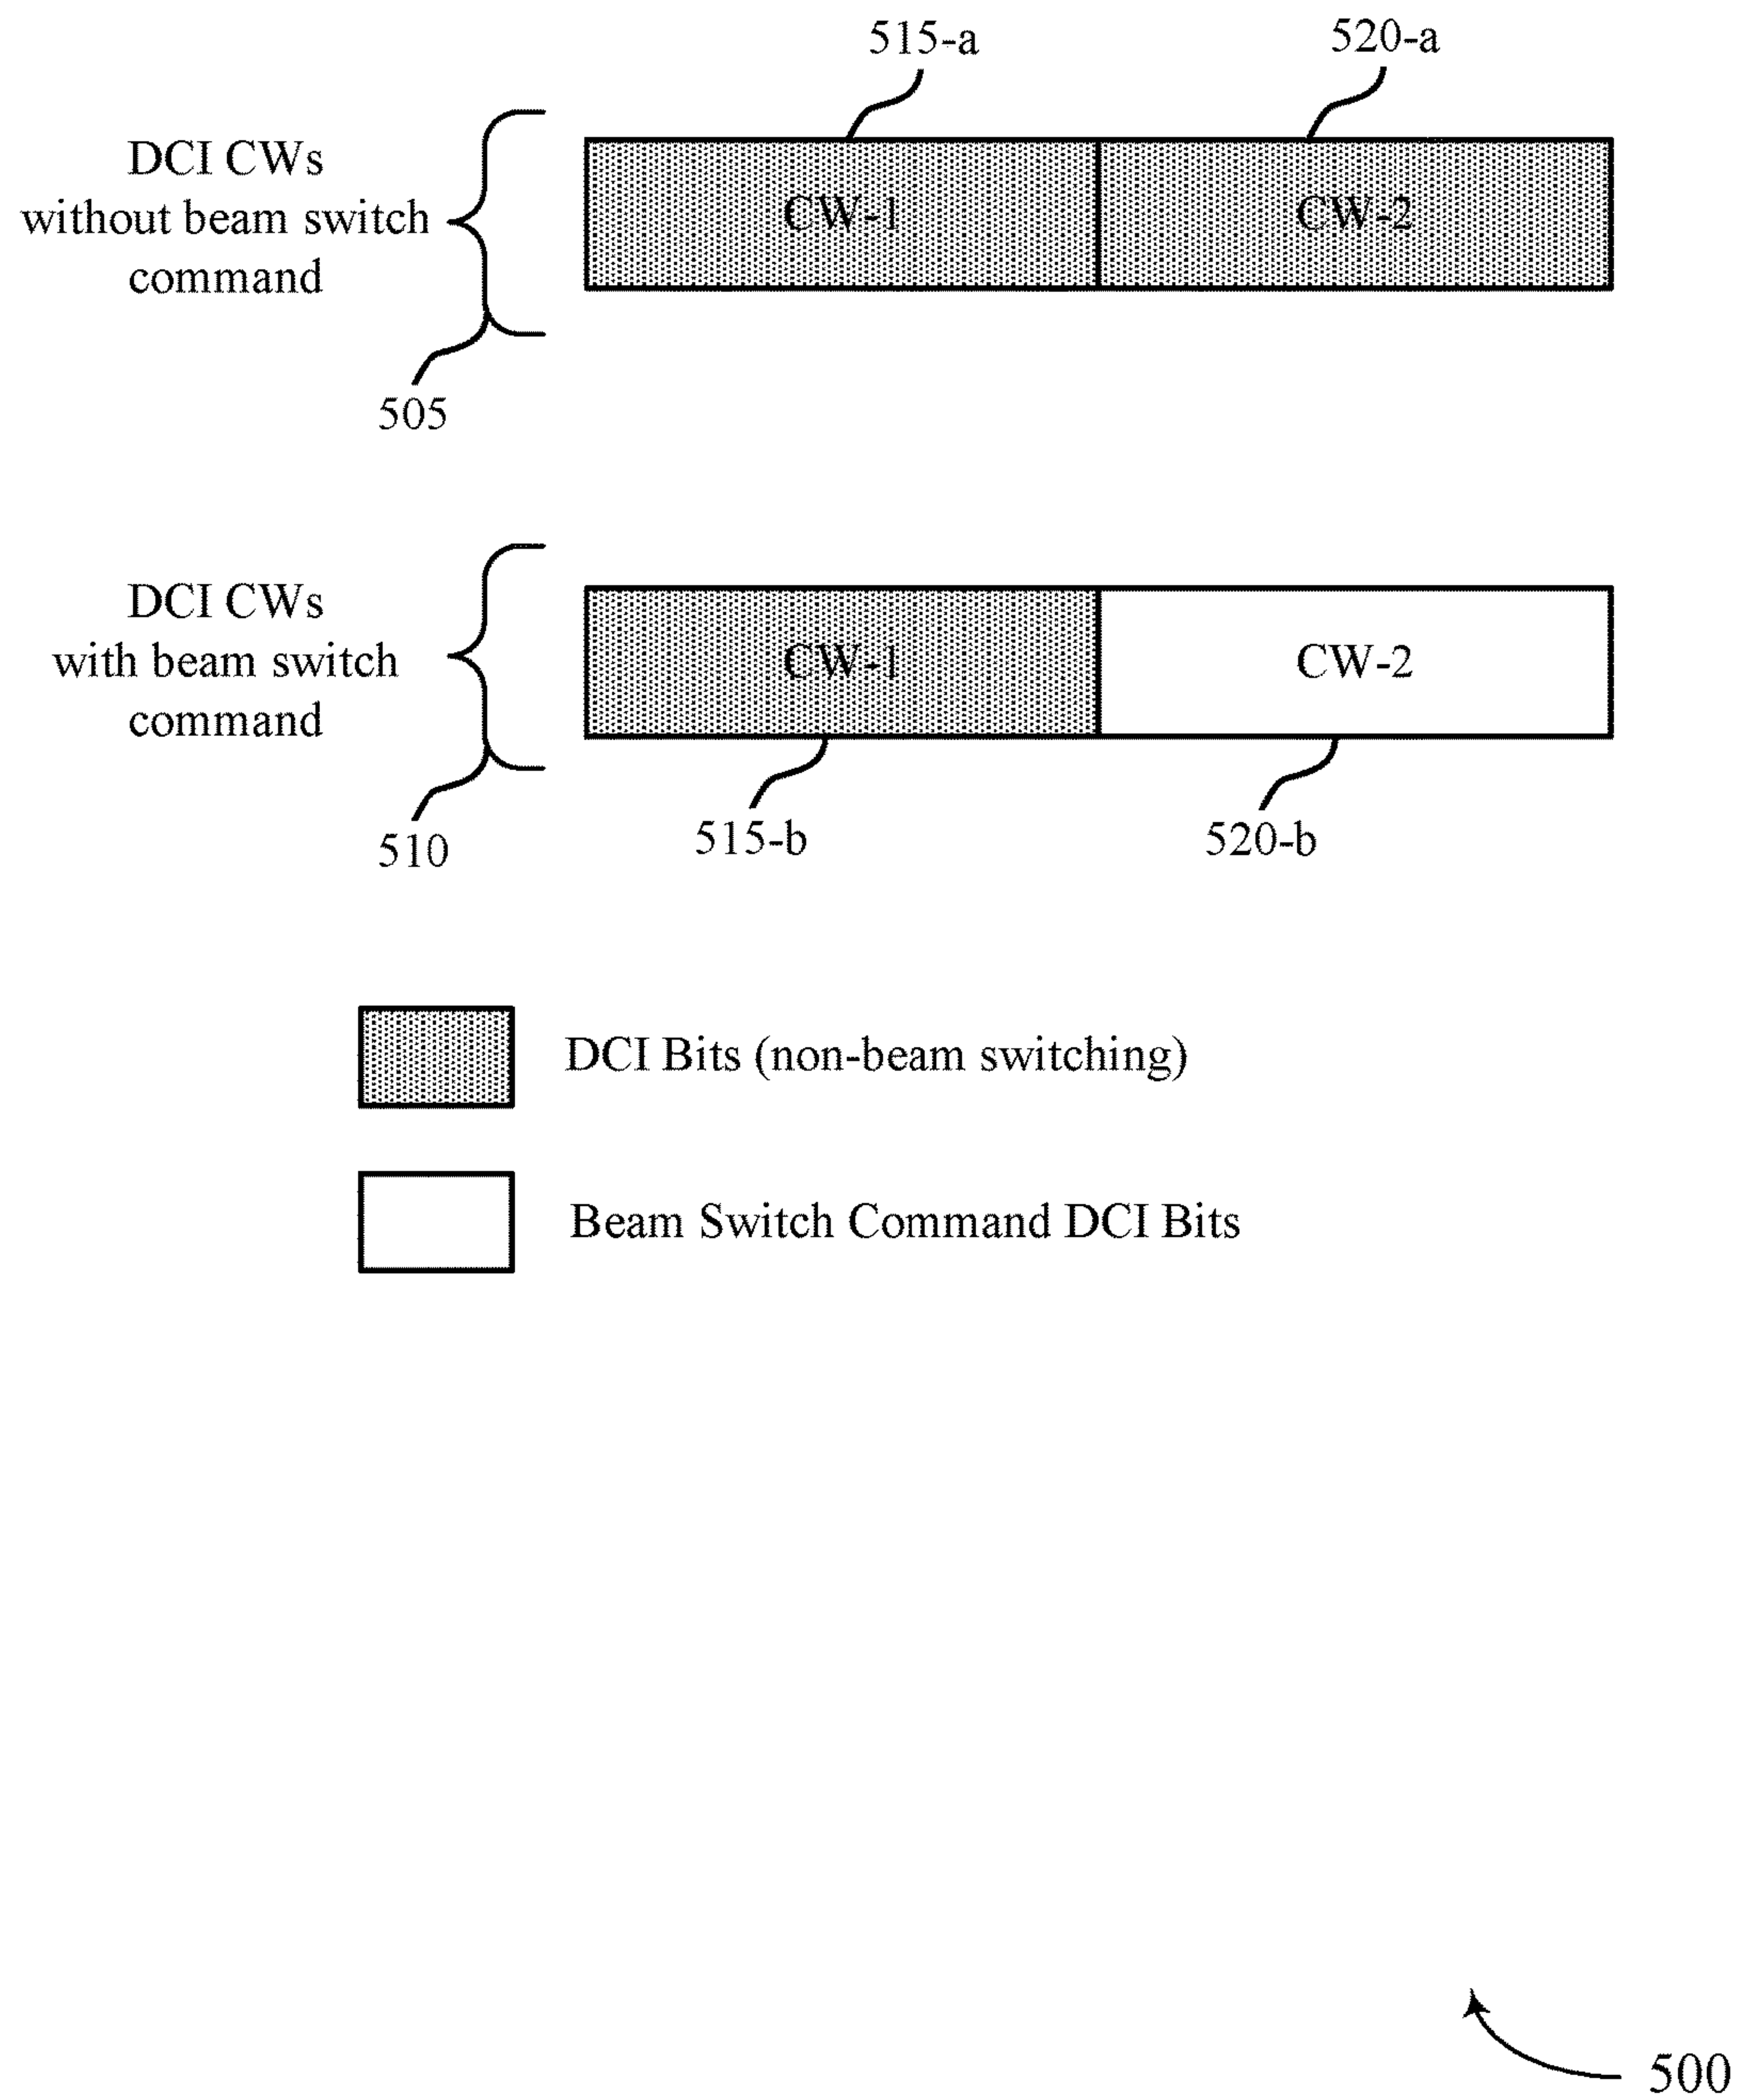 515-a
520-a
DCI CWs
without beam switch
command
CW-1
CW-2
505
DCI CWs
with beam switch
command
CW-1
CW-2
510
515-b
520-b
DCI Bits (non-beam switching)
Beam Switch Command DCI Bits
500